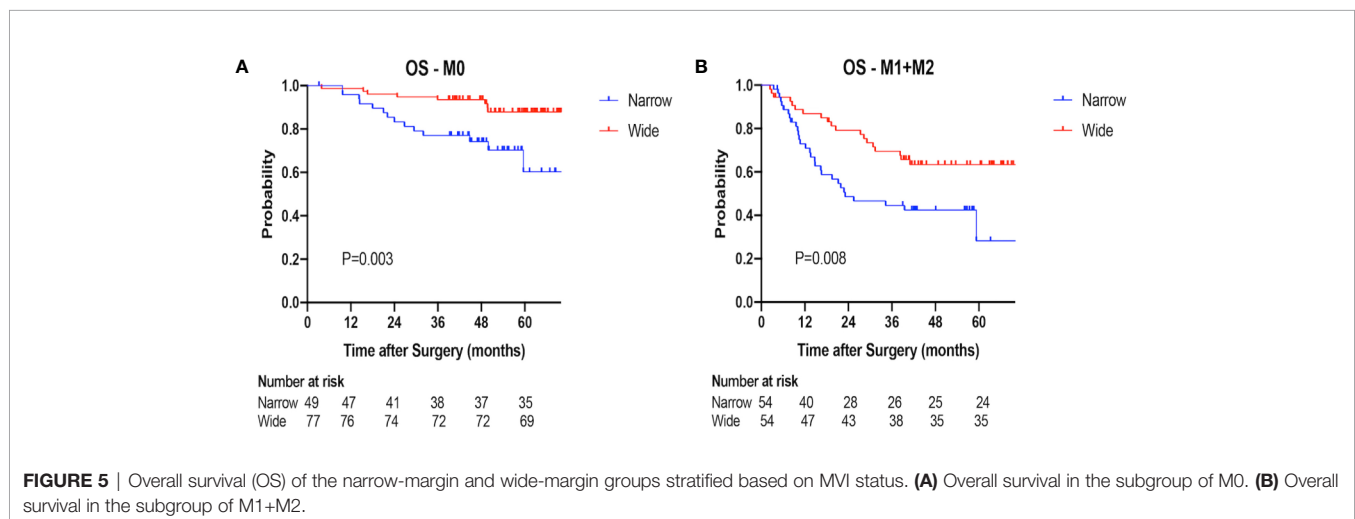 A
OS - M0
1.0
0.8
0.6
0.4
0.2
0.0
Probability
P=0.003
Narrow
Wide
0 12 24 36 48 60
Time after Surgery (months)
Number at risk
Narrow 49 47 41 38 37 35
Wide 77 76 74 72 72 69
B
OS - M1+M2
1.0
0.8
0.6
0.4
0.2
0.0
Probability
P=0.008
Narrow
Wide
0 12 24 36 48 60
Time after Surgery (months)
Number at risk
Narrow 54 40 28 26 25 24
Wide 54 47 43 38 35 35
FIGURE 5 | Overall survival (OS) of the narrow-margin and wide-margin groups stratified based on MVI status. (A) Overall survival in the subgroup of M0. (B) Overall
survival in the subgroup of M1+M2.